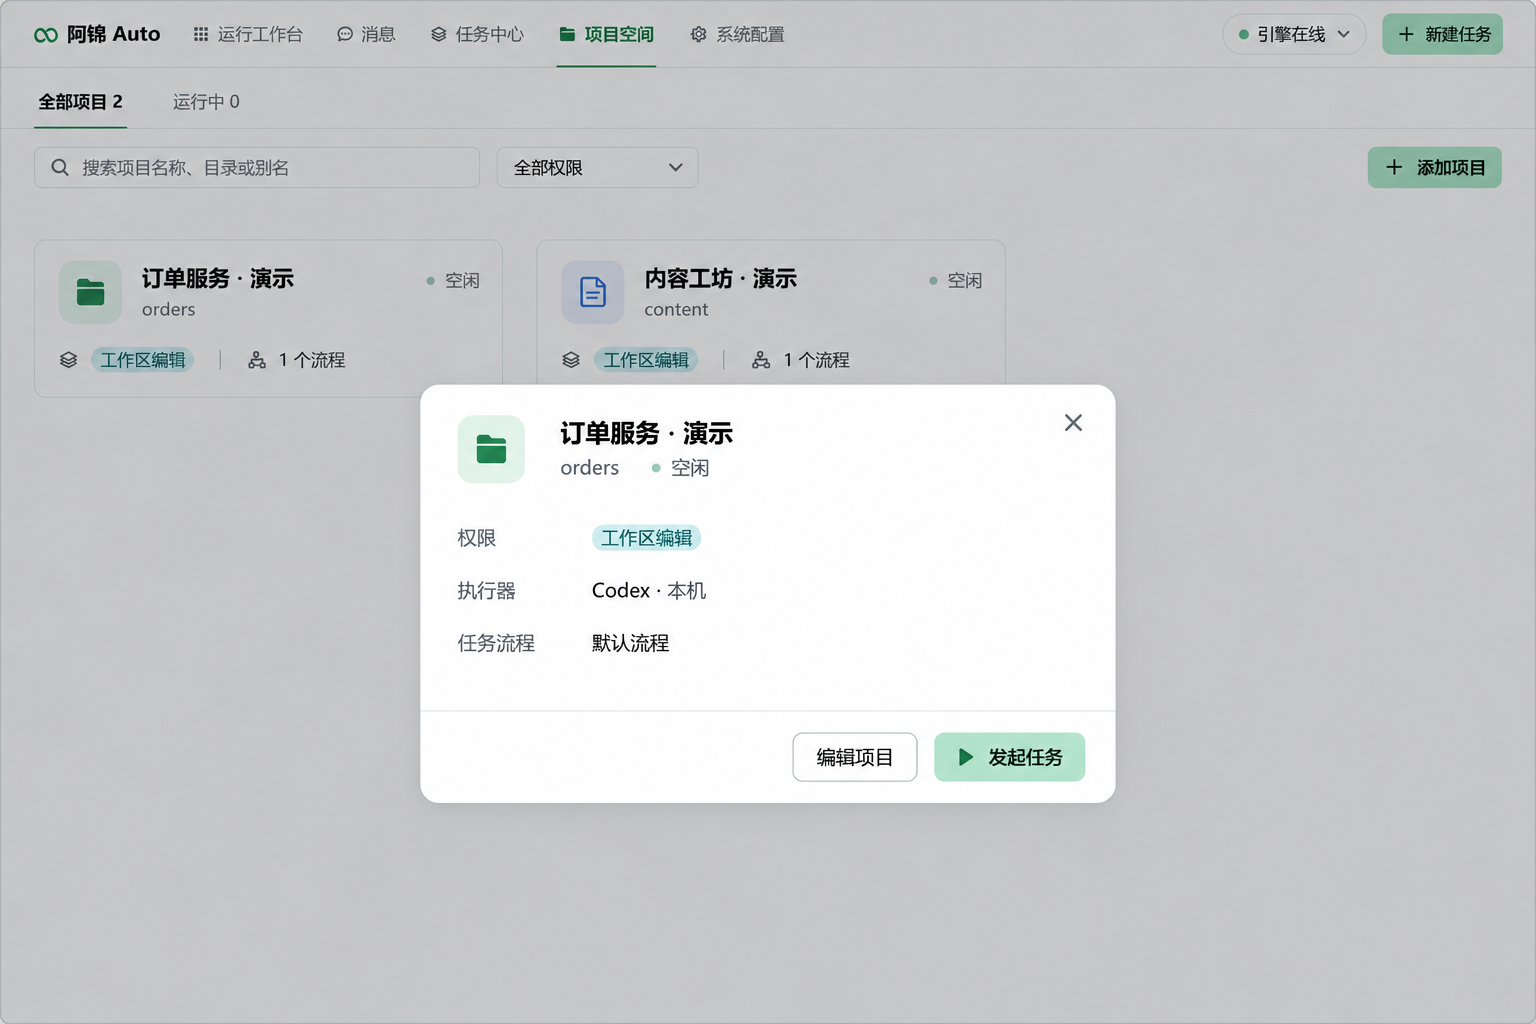 阿锦 Auto 运行工作台 消息 任务中心 项目空间 系统配置 引擎在线 新建任务
全部项目 2 运行中 0
搜索项目名称、目录或别名 全部权限 添加项目
订单服务 · 演示 空闲
orders
工作区编辑 1 个流程
内容工坊 · 演示 空闲
content
工作区编辑 1 个流程
订单服务 · 演示
orders 空闲
权限 工作区编辑
执行器 Codex · 本机
任务流程 默认流程
编辑项目 发起任务